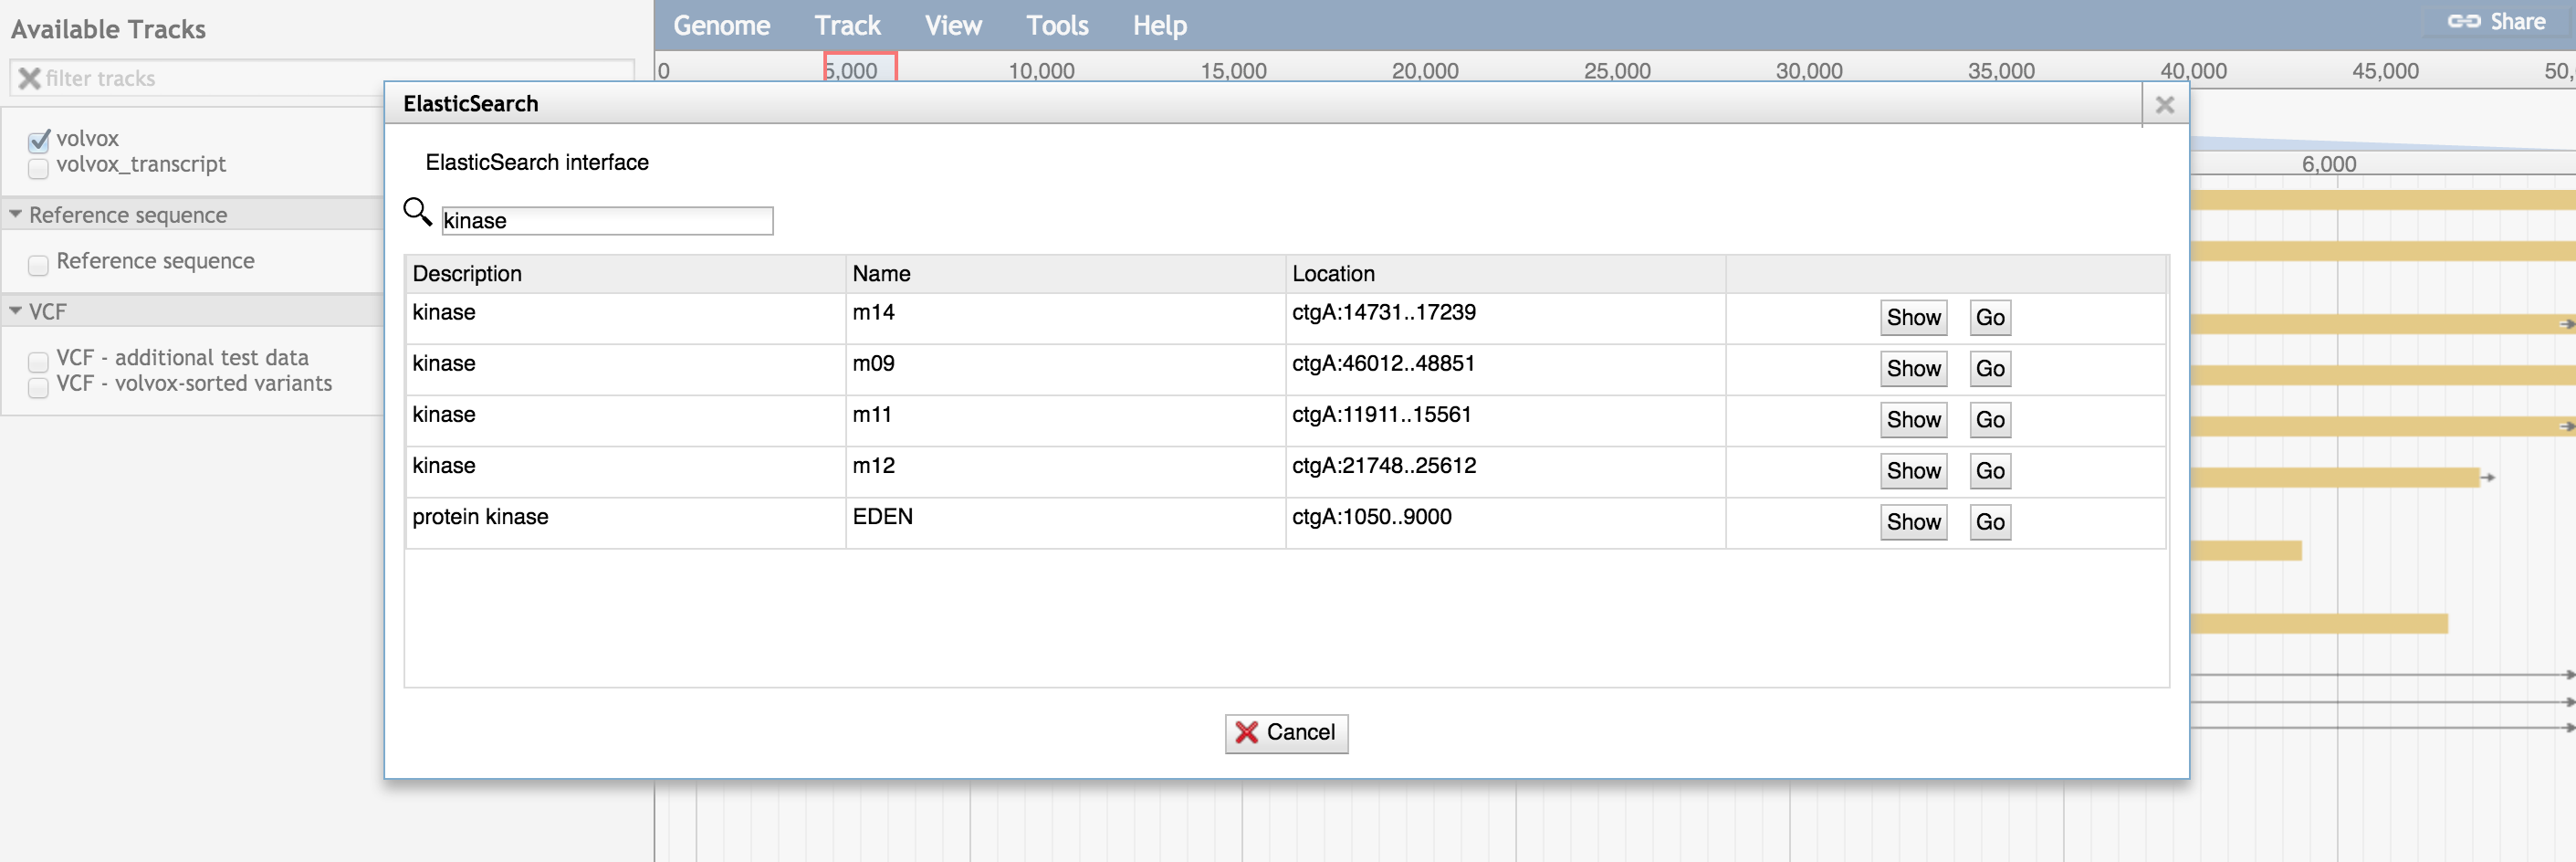 Available Tracks
Genome Track View Tools Help Share
filter tracks
0 5,000 10,000 15,000 20,000 25,000 30,000 35,000 40,000 45,000 50,
ElasticSearch
volvox
volvox_transcript
ElasticSearch interface
6,000
Reference sequence
kinase
Reference sequence
Description Name Location
VCF
kinase m14 ctgA:14731..17239 Show Go
VCF - additional test data
kinase m09 ctgA:46012..48851 Show Go
VCF - volvox-sorted variants
kinase m11 ctgA:11911..15561 Show Go
kinase m12 ctgA:21748..25612 Show Go
protein kinase EDEN ctgA:1050..9000 Show Go
Cancel